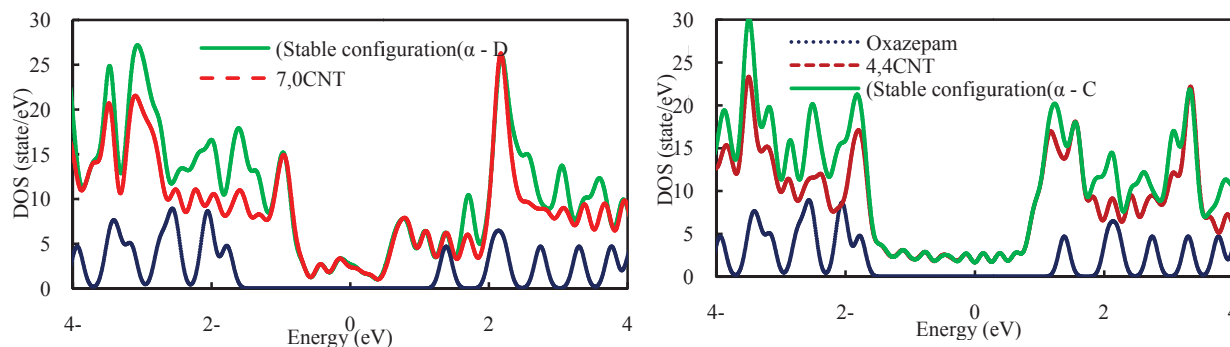 30
25
20
15
10
5
0
DOS (state/eV)
(Stable configuration(α - D
7,0CNT
4-
2-
0
2
4
Energy (eV)
30
25
20
15
10
5
0
DOS (state/eV)
Oxazepam
4,4CNT
(Stable configuration(α - C
4-
2-
0
2
4
Energy (eV)